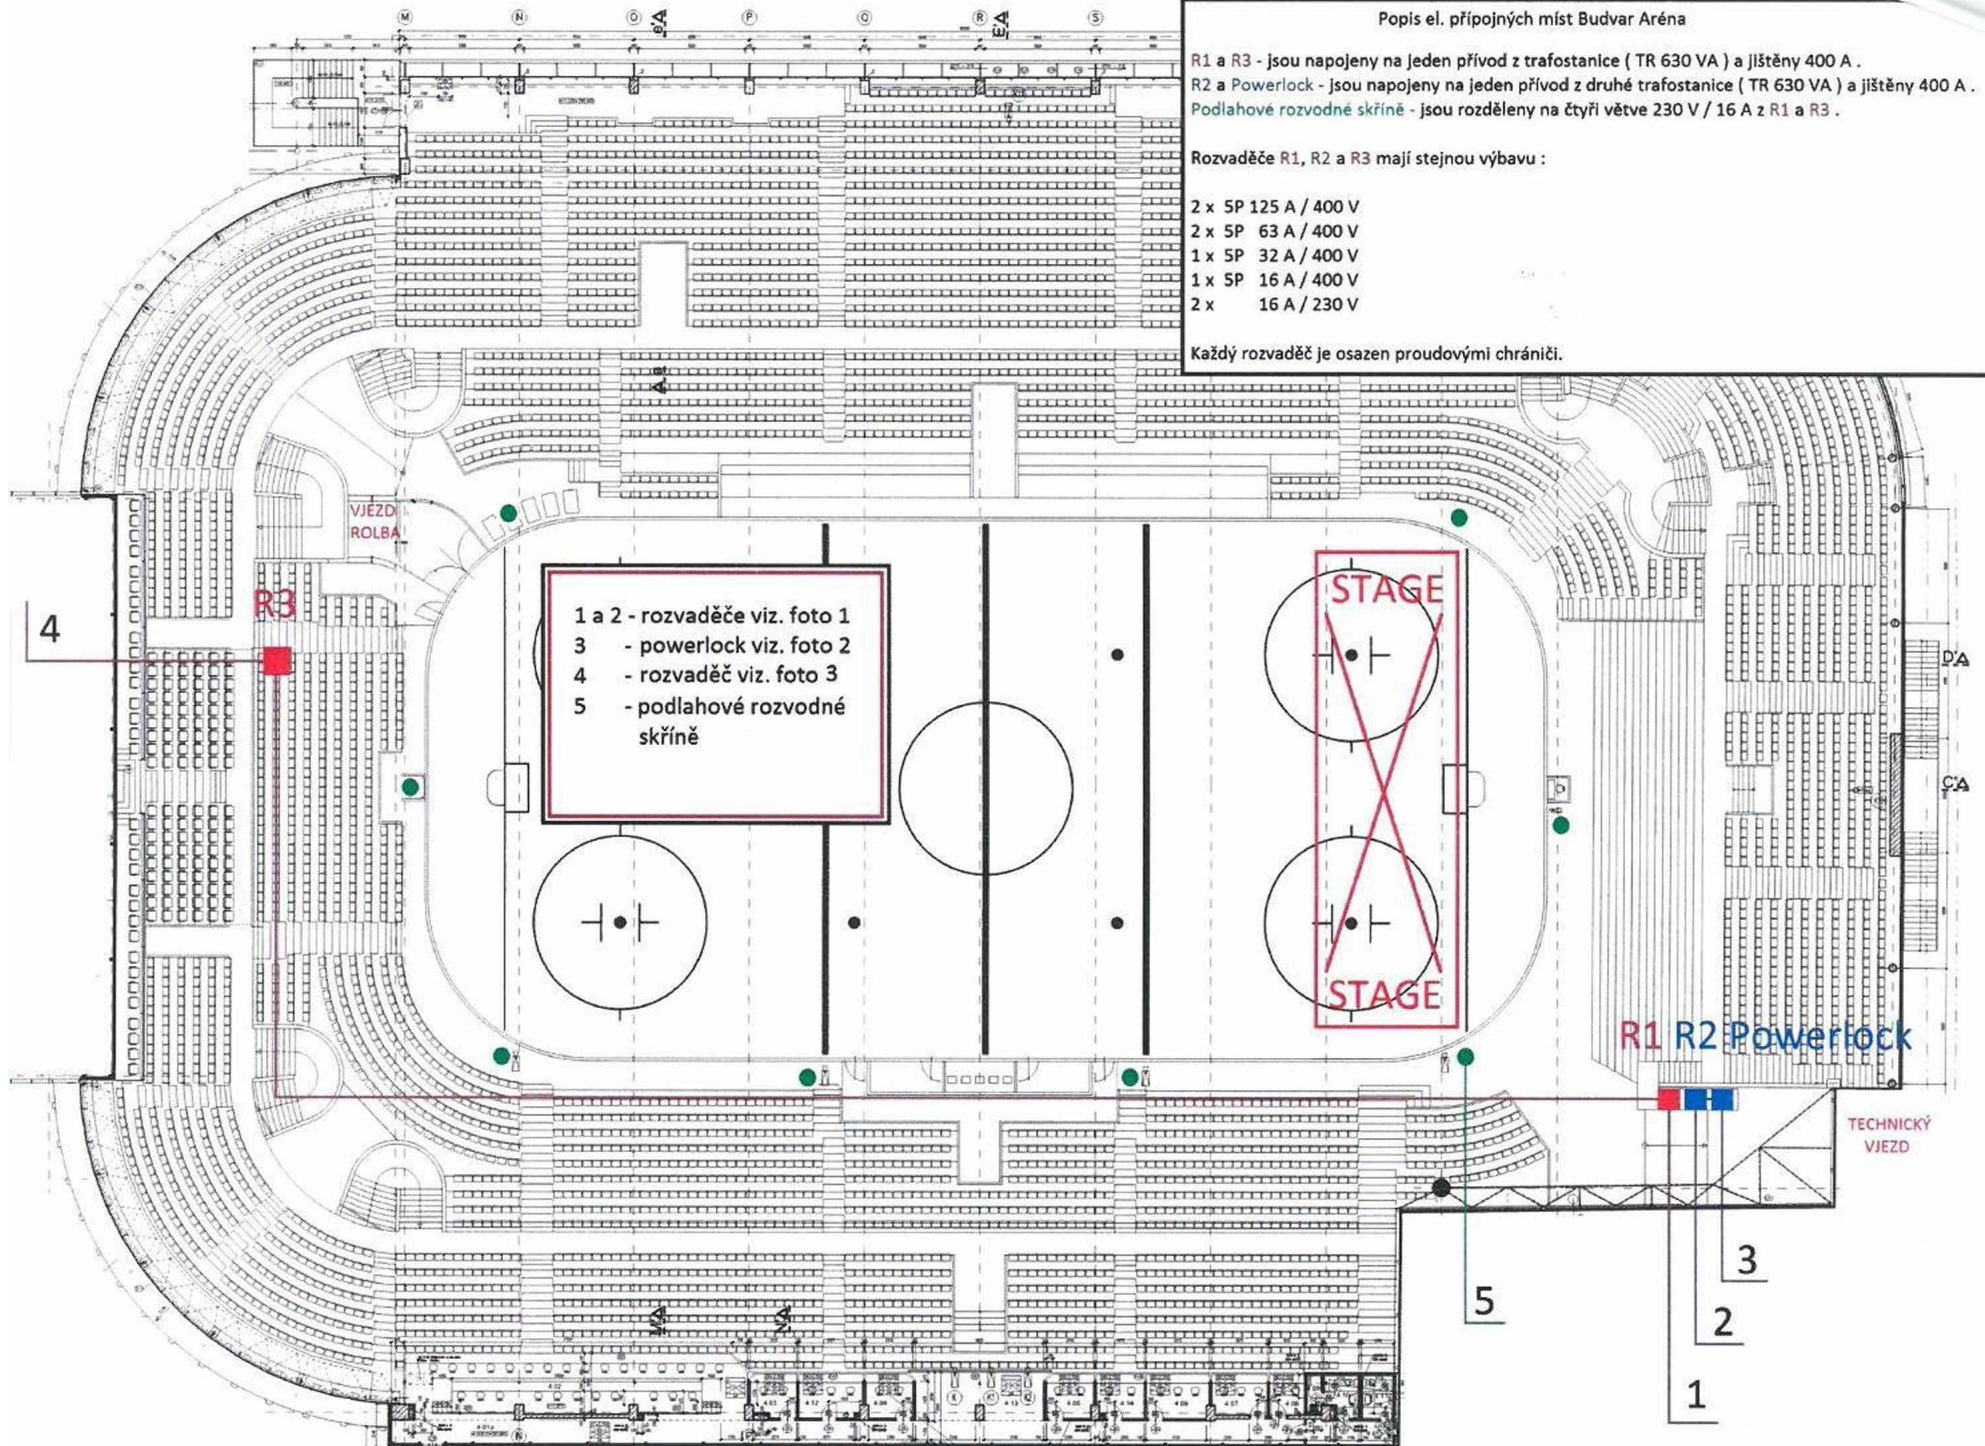 M N O P Q R S
Popis el. přípojných míst Budvar Aréna
R1 a R3 - jsou napojeny na jeden přívod z trafostanice ( TR 630 VA ) a jištěny 400 A .
R2 a Powerlock - jsou napojeny na jeden přívod z druhé trafostanice ( TR 630 VA ) a jištěny 400 A .
Podlahové rozvodné skříně - jsou rozděleny na čtyři větve 230 V / 16 A z R1 a R3 .
Rozvaděče R1, R2 a R3 mají stejnou výbavu :
2 x 5P 125 A / 400 V
2 x 5P 63 A / 400 V
1 x 5P 32 A / 400 V
1 x 5P 16 A / 400 V
2 x 16 A / 230 V
Každý rozvaděč je osazen proudovými chrániči.
VJEZD
ROLBA
R3
4
1 a 2 - rozvaděče viz. foto 1
3 - powerlock viz. foto 2
4 - rozvaděč viz. foto 3
5 - podlahové rozvodné
skříně
STAGE
STAGE
R1 R2 Powerlock
TECHNICKÝ
VJEZD
3
5
2
1